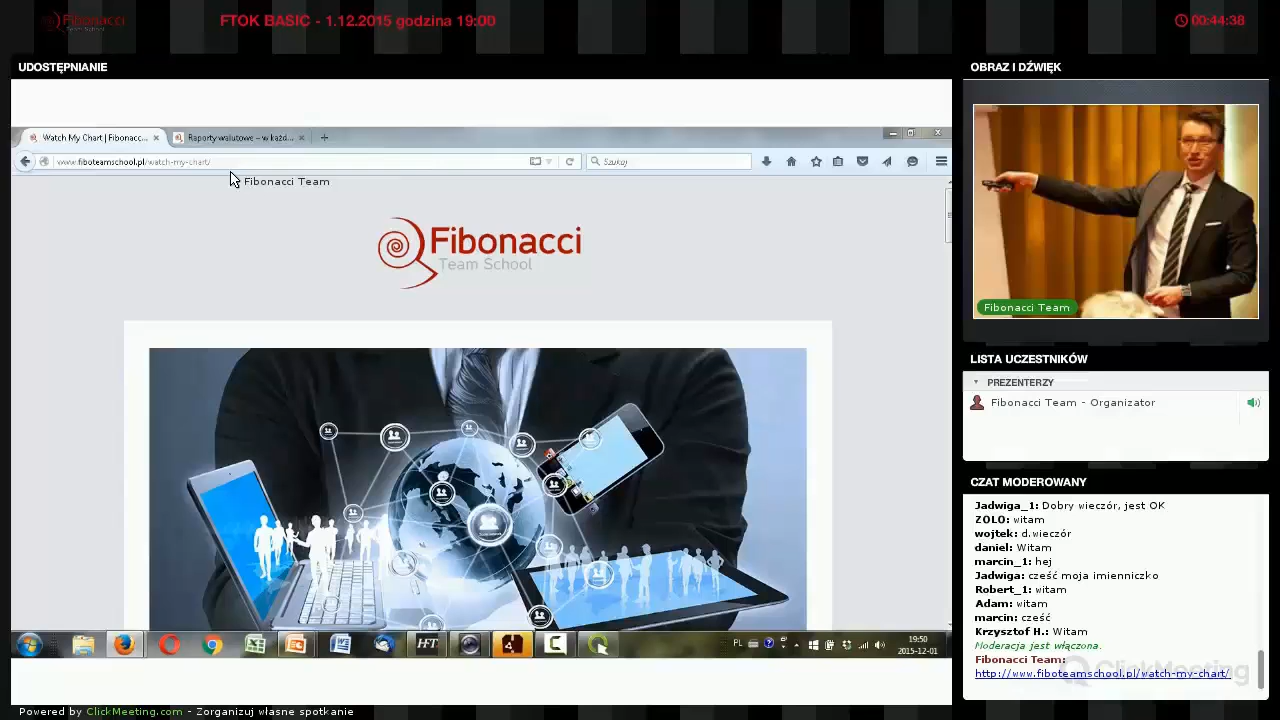 Fibonacci
Team School
FTOK BASIC - 1.12.2015 godzina 19:00
00:44:38
UDOSTĘPNIANIE
Watch My Chart | Fibonacc...
Raporty walutowe – w każd...
www.fiboteamschool.pl/watch-my-chart/
Szukaj
Fibonacci Team
Fibonacci
Team School
HFT
PL
19:50
2015-12-01
OBRAZ I DŹWIĘK
Fibonacci Team
LISTA UCZESTNIKÓW
PREZENTERZY
Fibonacci Team - Organizator
CZAT MODEROWANY
Jadwiga_1: Dobry wieczór, jest OK
ZOLO: witam
wojtek: d.wieczór
daniel: Witam
marcin_1: hej
Jadwiga: cześć moja imienniczko
Robert_1: witam
Adam: witam
marcin: cześć
Krzysztof H.: Witam
Moderacja jest włączona.
Fibonacci Team:
http://www.fiboteamschool.pl/watch-my-chart/
ClickMeeting
Powered by ClickMeeting.com - Zorganizuj własne spotkanie